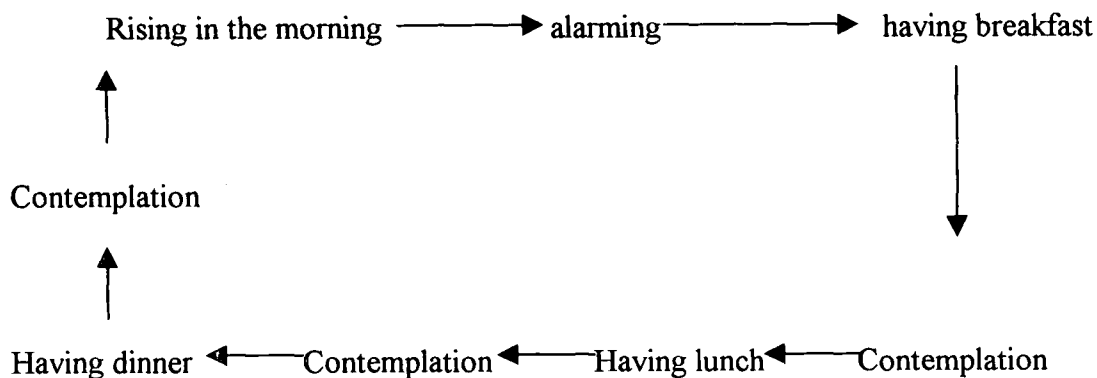 Rising in the morning alarming having breakfast
Contemplation
Having dinner Contemplation Having lunch Contemplation